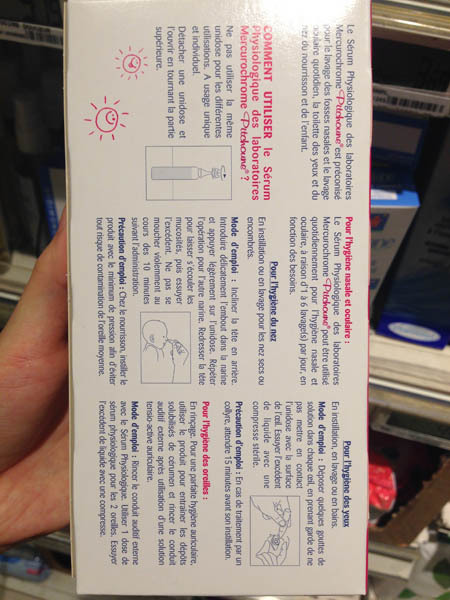 Le Sérum Physiologique des laboratoires
Mercurochrome Pitchoune® est préconisé
pour le lavage des fosses nasales et le lavage
oculaire quotidien, la toilette des yeux et du
nez du nourrisson et de l'enfant.
COMMENT UTILISER le Sérum
Physiologique des laboratoires
Mercurochrome Pitchoune® ?
Ne pas utiliser la même
unidose pour les différentes
utilisations. A usage unique
et individuel.
Détacher une unidose et
l'ouvrir en tournant la partie
supérieure.
Pour l'hygiène nasale et oculaire :
Le Sérum Physiologique des laboratoires
Mercurochrome Pitchoune® peut être utilisé
quotidiennement pour l'hygiène nasale et
oculaire, à raison d'1 à 6 lavage(s) par jour, en
fonction des besoins.
Pour l'hygiène du nez
En instillation ou en lavage pour les nez secs ou
encombrés.
Mode d'emploi : Incliner la tête en arrière.
Introduire délicatement l'embout dans la narine
et appuyer légèrement sur l'unidose. Répéter
l'opération pour l'autre narine. Redresser la tête
pour laisser s'écouler les
mucosités, puis essuyer
l'excédent. Ne pas se
moucher violemment au
cours des 10 minutes
suivant l'administration.
Précaution d'emploi : Chez le nourrisson, instiller le
produit avec le minimum de pression afin d'éviter
tout risque de contamination de l'oreille moyenne.
Pour l'hygiène des yeux
En instillation, en lavage ou en bains.
Mode d'emploi : Déposer quelques gouttes de
solution dans chaque œil, en prenant garde de ne
pas mettre en contact
l'unidose avec la surface
de l'œil. Essuyer l'excédent
de liquide avec une
compresse stérile.
Précaution d'emploi : En cas de traitement par un
collyre, attendre 15 minutes avant son instillation.
Pour l'hygiène des oreilles :
En rinçage. Pour une parfaite hygiène auriculaire,
utiliser le produit pour entraîner les dépôts
solubilisés de cérumen et rincer le conduit
auditif externe après utilisation d'une solution
tensio-active auriculaire.
Mode d'emploi : Rincer le conduit auditif externe
avec le Sérum Physiologique. Utiliser 1 dose de
sérum physiologique pour les 2 oreilles. Essuyer
l'excédent de liquide avec une compresse.